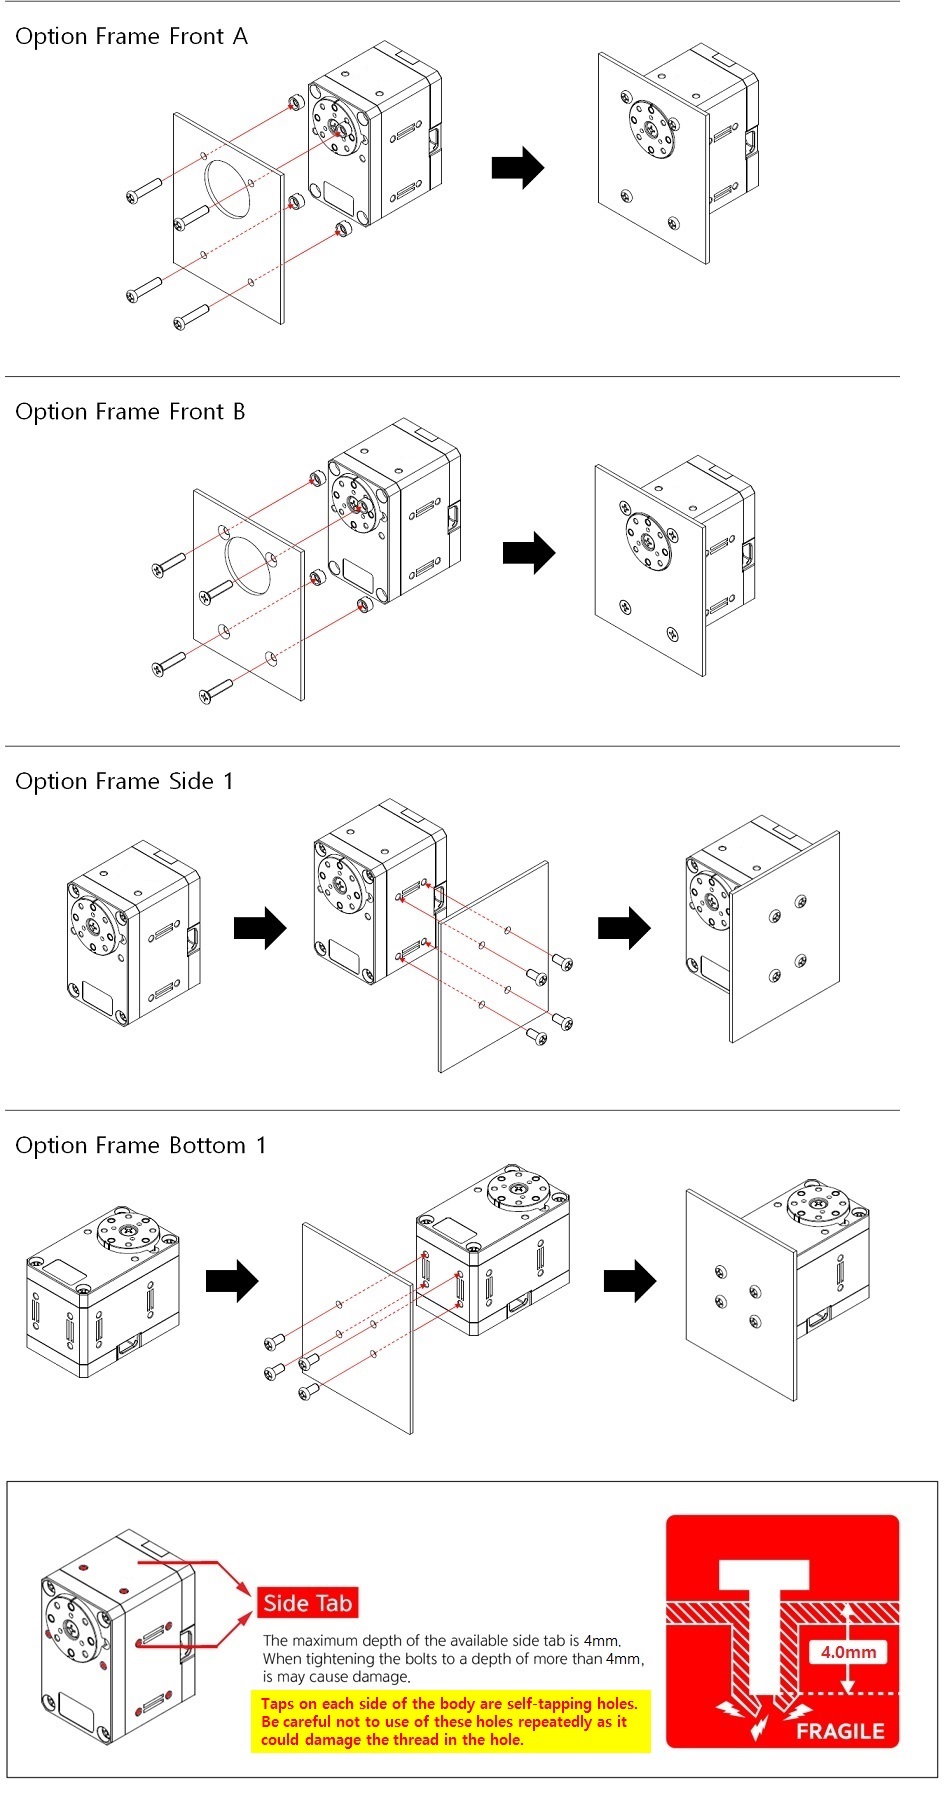 Option Frame Front A
Option Frame Front B
Option Frame Side 1
Option Frame Bottom 1
Side Tab
The maximum depth of the available side tab is 4mm.
When tightening the bolts to a depth of more than 4mm,
is may cause damage.
Taps on each side of the body are self-tapping holes.
Be careful not to use of these holes repeatedly as it
could damage the thread in the hole.
4.0mm
FRAGILE